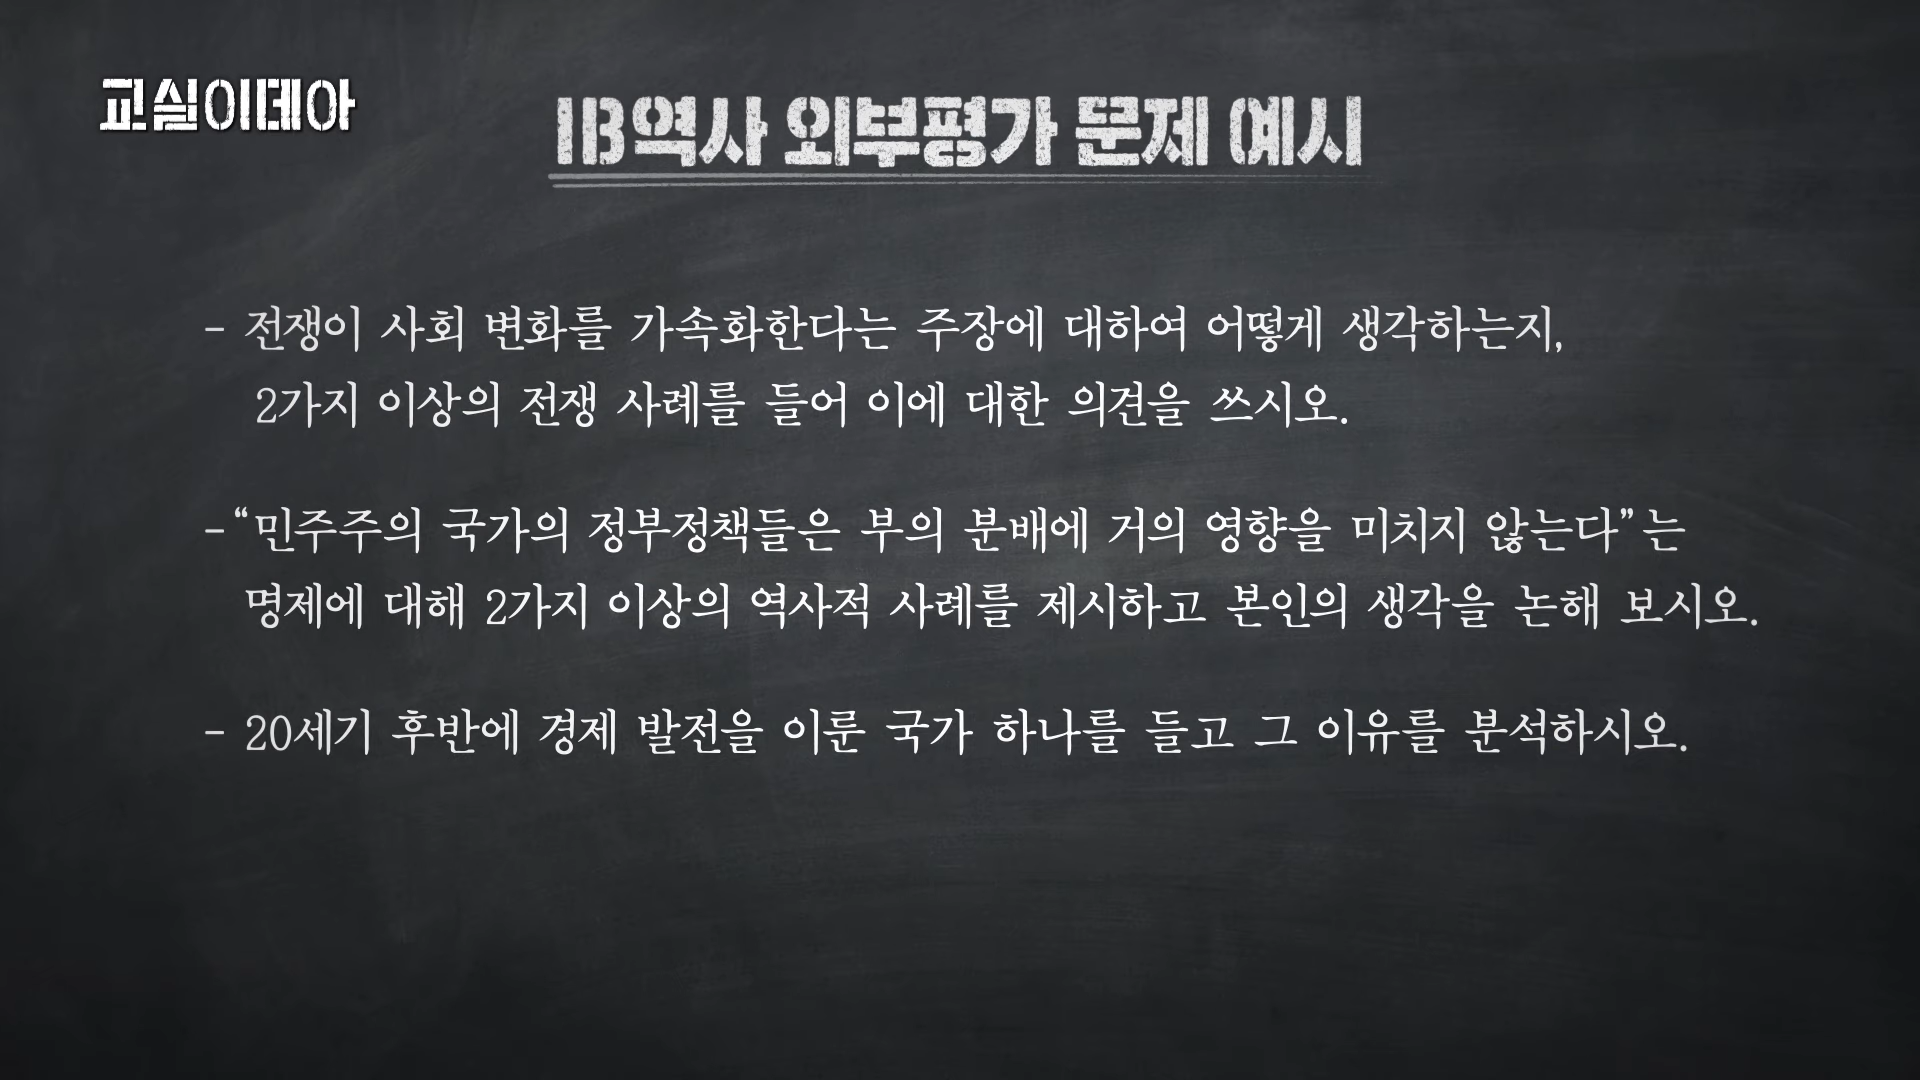 교실이데아
IB역사 외부평가 문제 예시
- 전쟁이 사회 변화를 가속화한다는 주장에 대하여 어떻게 생각하는지,
2가지 이상의 전쟁 사례를 들어 이에 대한 의견을 쓰시오.
-“민주주의 국가의 정부정책들은 부의 분배에 거의 영향을 미치지 않는다”는
명제에 대해 2가지 이상의 역사적 사례를 제시하고 본인의 생각을 논해 보시오.
- 20세기 후반에 경제 발전을 이룬 국가 하나를 들고 그 이유를 분석하시오.